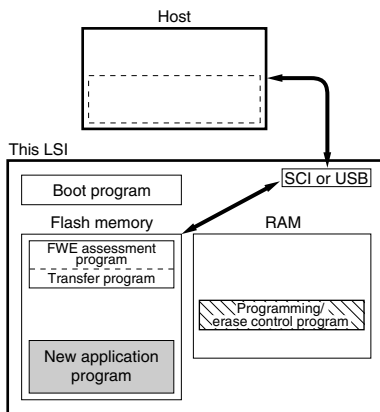 Host
This LSI
SCI or USB
Boot program
Flash memory
RAM
FWE assessment
program
Transfer program
Programming/
erase control program
New application
program